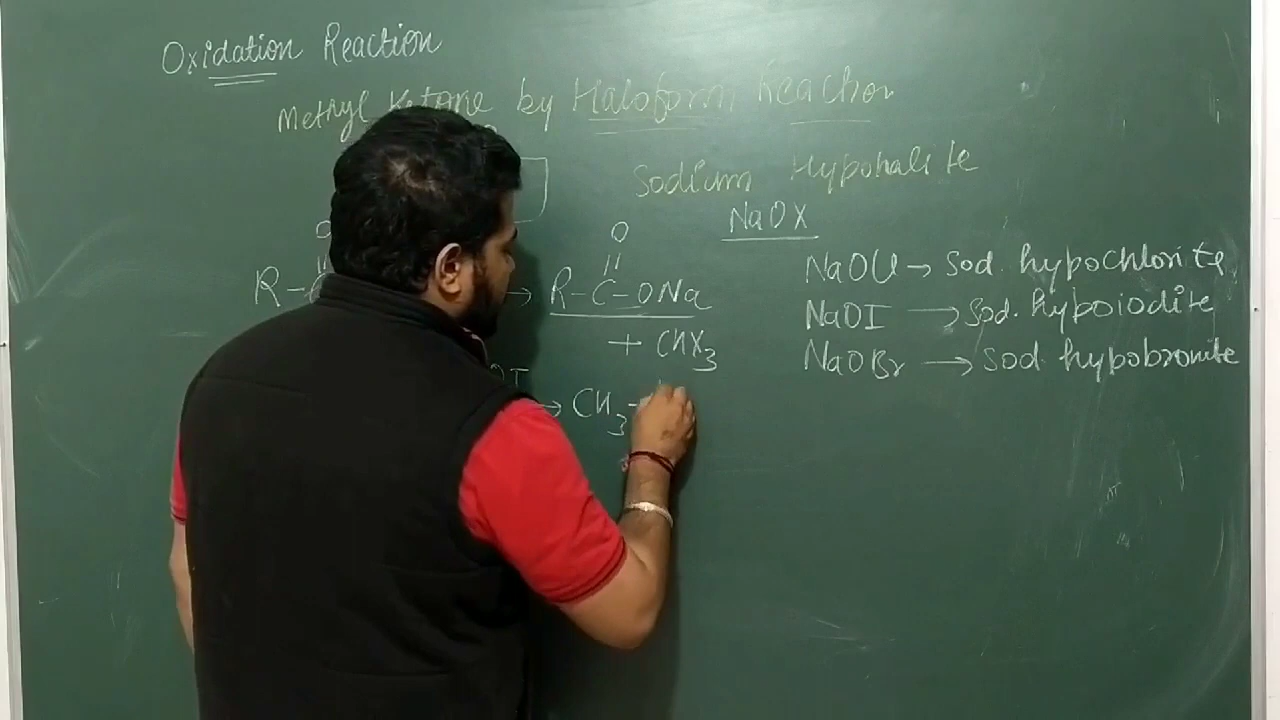 Oxidation Reaction
Methyl Ketone by Haloform Reaction
Sodium Hypohalite
NaOX
O
O
R-
→ R-C-ONa
+ CHX3
→ CH3-
NaOCl → Sod. hypochlorite
NaOI → Sod. hypoiodite
NaOBr → Sod hypobromite